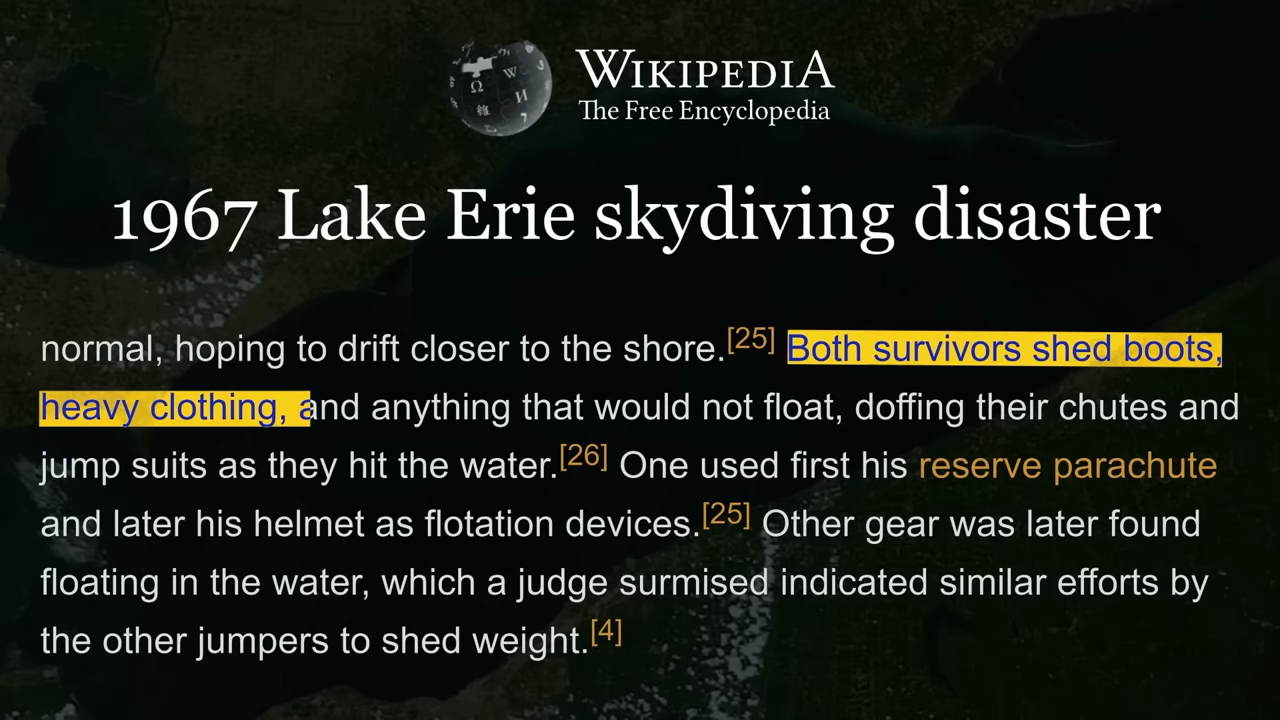 WIKIPEDIA
The Free Encyclopedia
1967 Lake Erie skydiving disaster
normal, hoping to drift closer to the shore.[25] Both survivors shed boots,
heavy clothing, and anything that would not float, doffing their chutes and
jump suits as they hit the water.[26] One used first his reserve parachute
and later his helmet as flotation devices.[25] Other gear was later found
floating in the water, which a judge surmised indicated similar efforts by
the other jumpers to shed weight.[4]